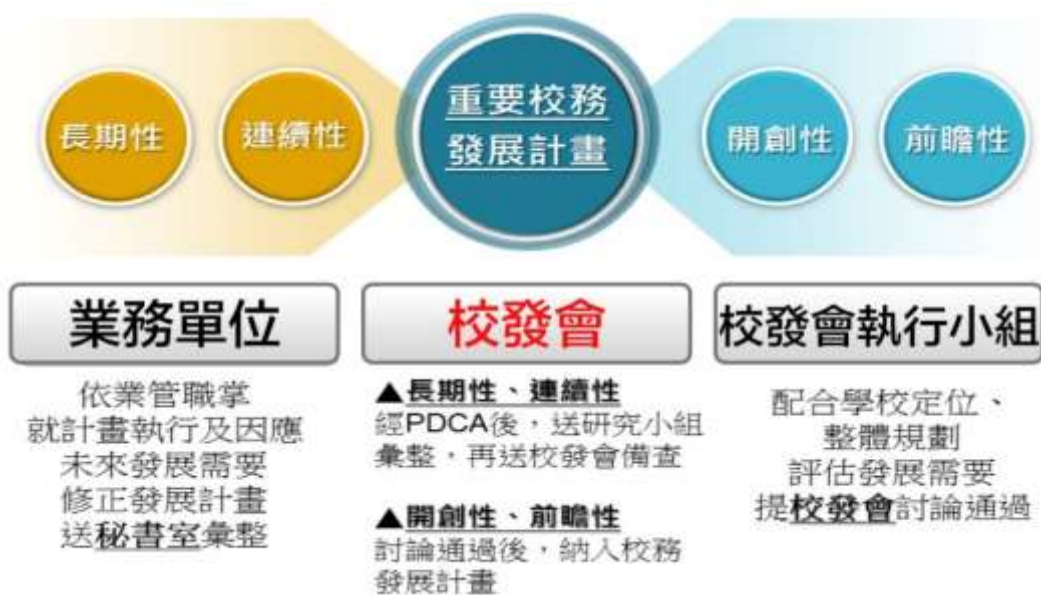 長期性
連續性
重要校務
發展計畫
開創性
前瞻性
業務單位
依業管職掌
就計畫執行及因應
未來發展需要
修正發展計畫
送秘書室彙整
校發會
▲長期性、連續性
經PDCA後，送研究小組
彙整，再送校發會備查
▲開創性、前瞻性
討論通過後，納入校務
發展計畫
校發會執行小組
配合學校定位、
整體規劃
評估發展需要
提校發會討論通過